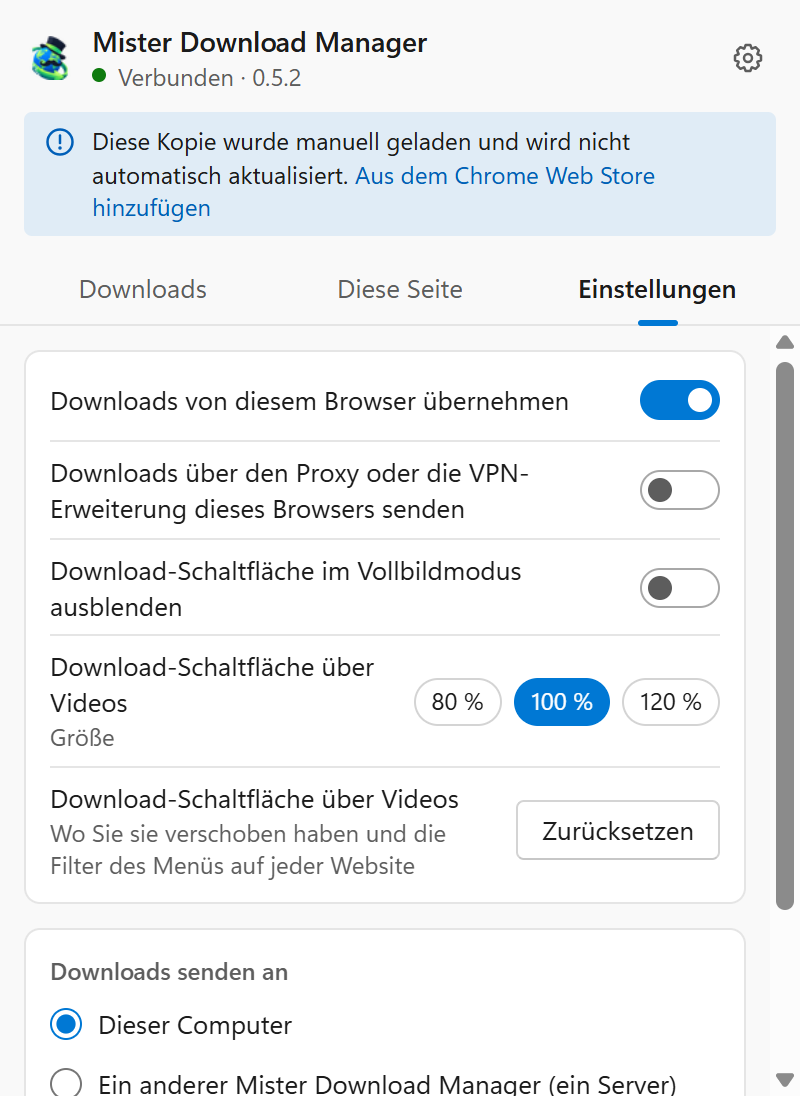 Mister Download Manager
Verbunden · 0.5.2
Diese Kopie wurde manuell geladen und wird nicht
automatisch aktualisiert. Aus dem Chrome Web Store
hinzufügen
Downloads
Diese Seite
Einstellungen
Downloads von diesem Browser übernehmen
Downloads über den Proxy oder die VPN-
Erweiterung dieses Browsers senden
Download-Schaltfläche im Vollbildmodus
ausblenden
Download-Schaltfläche über
Videos
Größe
80 %
100 %
120 %
Download-Schaltfläche über Videos
Wo Sie sie verschoben haben und die
Filter des Menüs auf jeder Website
Zurücksetzen
Downloads senden an
Dieser Computer
Ein anderer Mister Download Manager (ein Server)